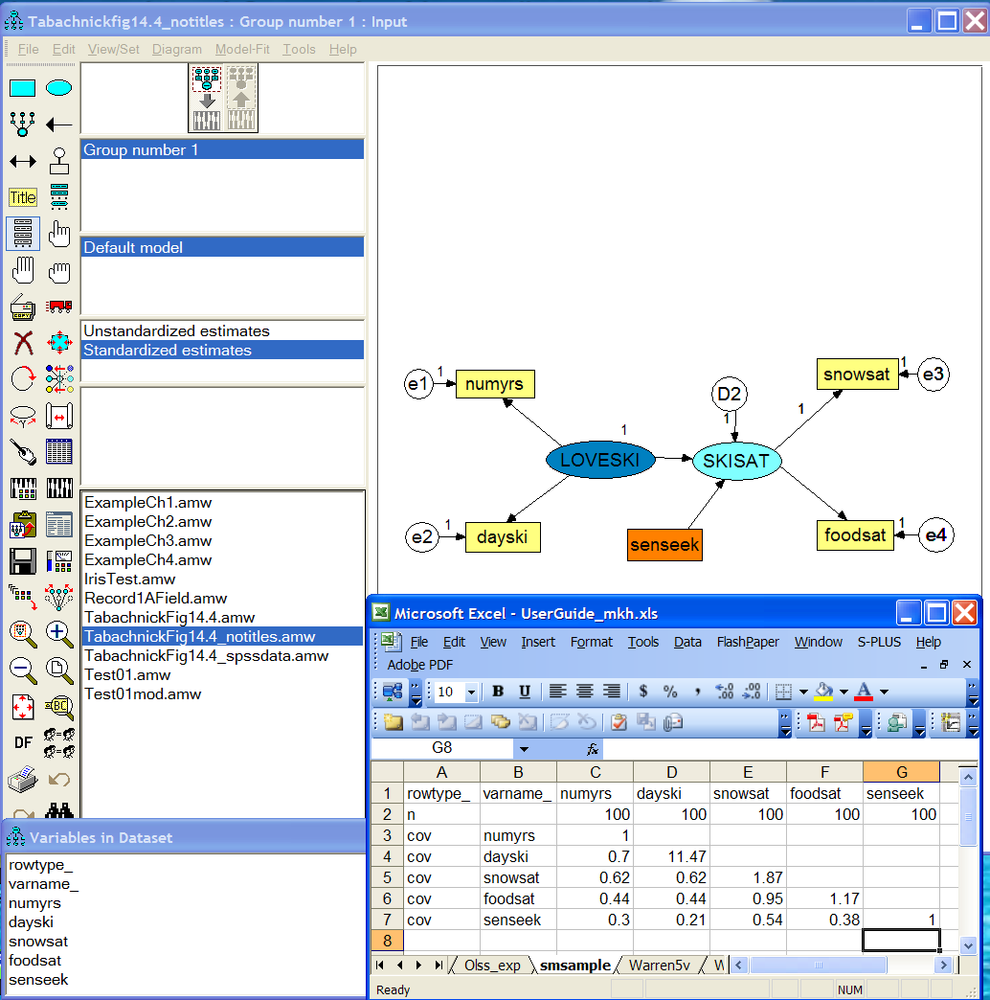 Tabachnickfig14.4_notitles : Group number 1 : Input
File Edit View/Set Diagram Model-Fit Tools Help
Title
Group number 1
Default model
Unstandardized estimates
Standardized estimates
ExampleCh1.amw
ExampleCh2.amw
ExampleCh3.amw
ExampleCh4.amw
IrisTest.amw
Record1AField.amw
TabachnickFig14.4.amw
TabachnickFig14.4_notitles.amw
TabachnickFig14.4_spssdata.amw
Test01.amw
Test01mod.amw
COPY
γ
BC
DF
e1 1 numyrs
D2
1
snowsat 1 e3
1
1
LOVESKI
SKISAT
e2 1 dayski
senseek
foodsat 1 e4
Variables in Dataset
rowtype_
varname_
numyrs
dayski
snowsat
foodsat
senseek
Microsoft Excel - UserGuide_mkh.xls
File Edit View Insert Format Tools Data FlashPaper Window S-PLUS Help
Adobe PDF
10 B U $ % , A
G8 fx
A B C D E F G
1 rowtype_ varname_ numyrs dayski snowsat foodsat senseek
2 n 100 100 100 100 100
3 cov numyrs 1
4 cov dayski 0.7 11.47
5 cov snowsat 0.62 0.62 1.87
6 cov foodsat 0.44 0.44 0.95 1.17
7 cov senseek 0.3 0.21 0.54 0.38 1
8
Olss_exp smsample Warren5v W
Ready NUM